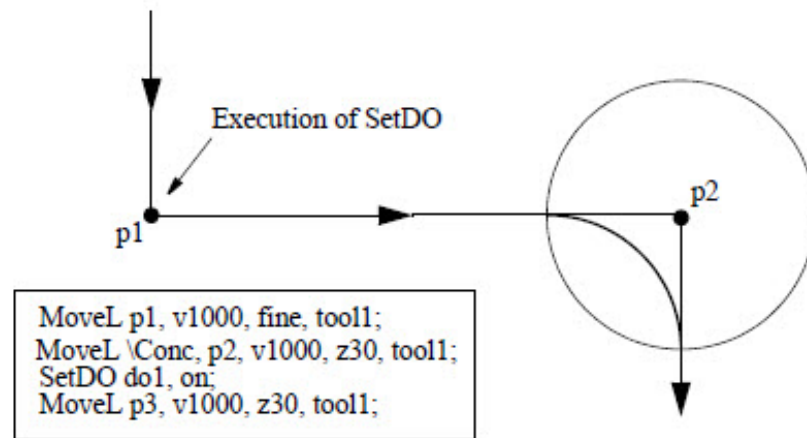 Execution of SetDO
p1
p2
MoveL p1, v1000, fine, tool1;
MoveL \Conc, p2, v1000, z30, tool1;
SetDO do1, on;
MoveL p3, v1000, z30, tool1;